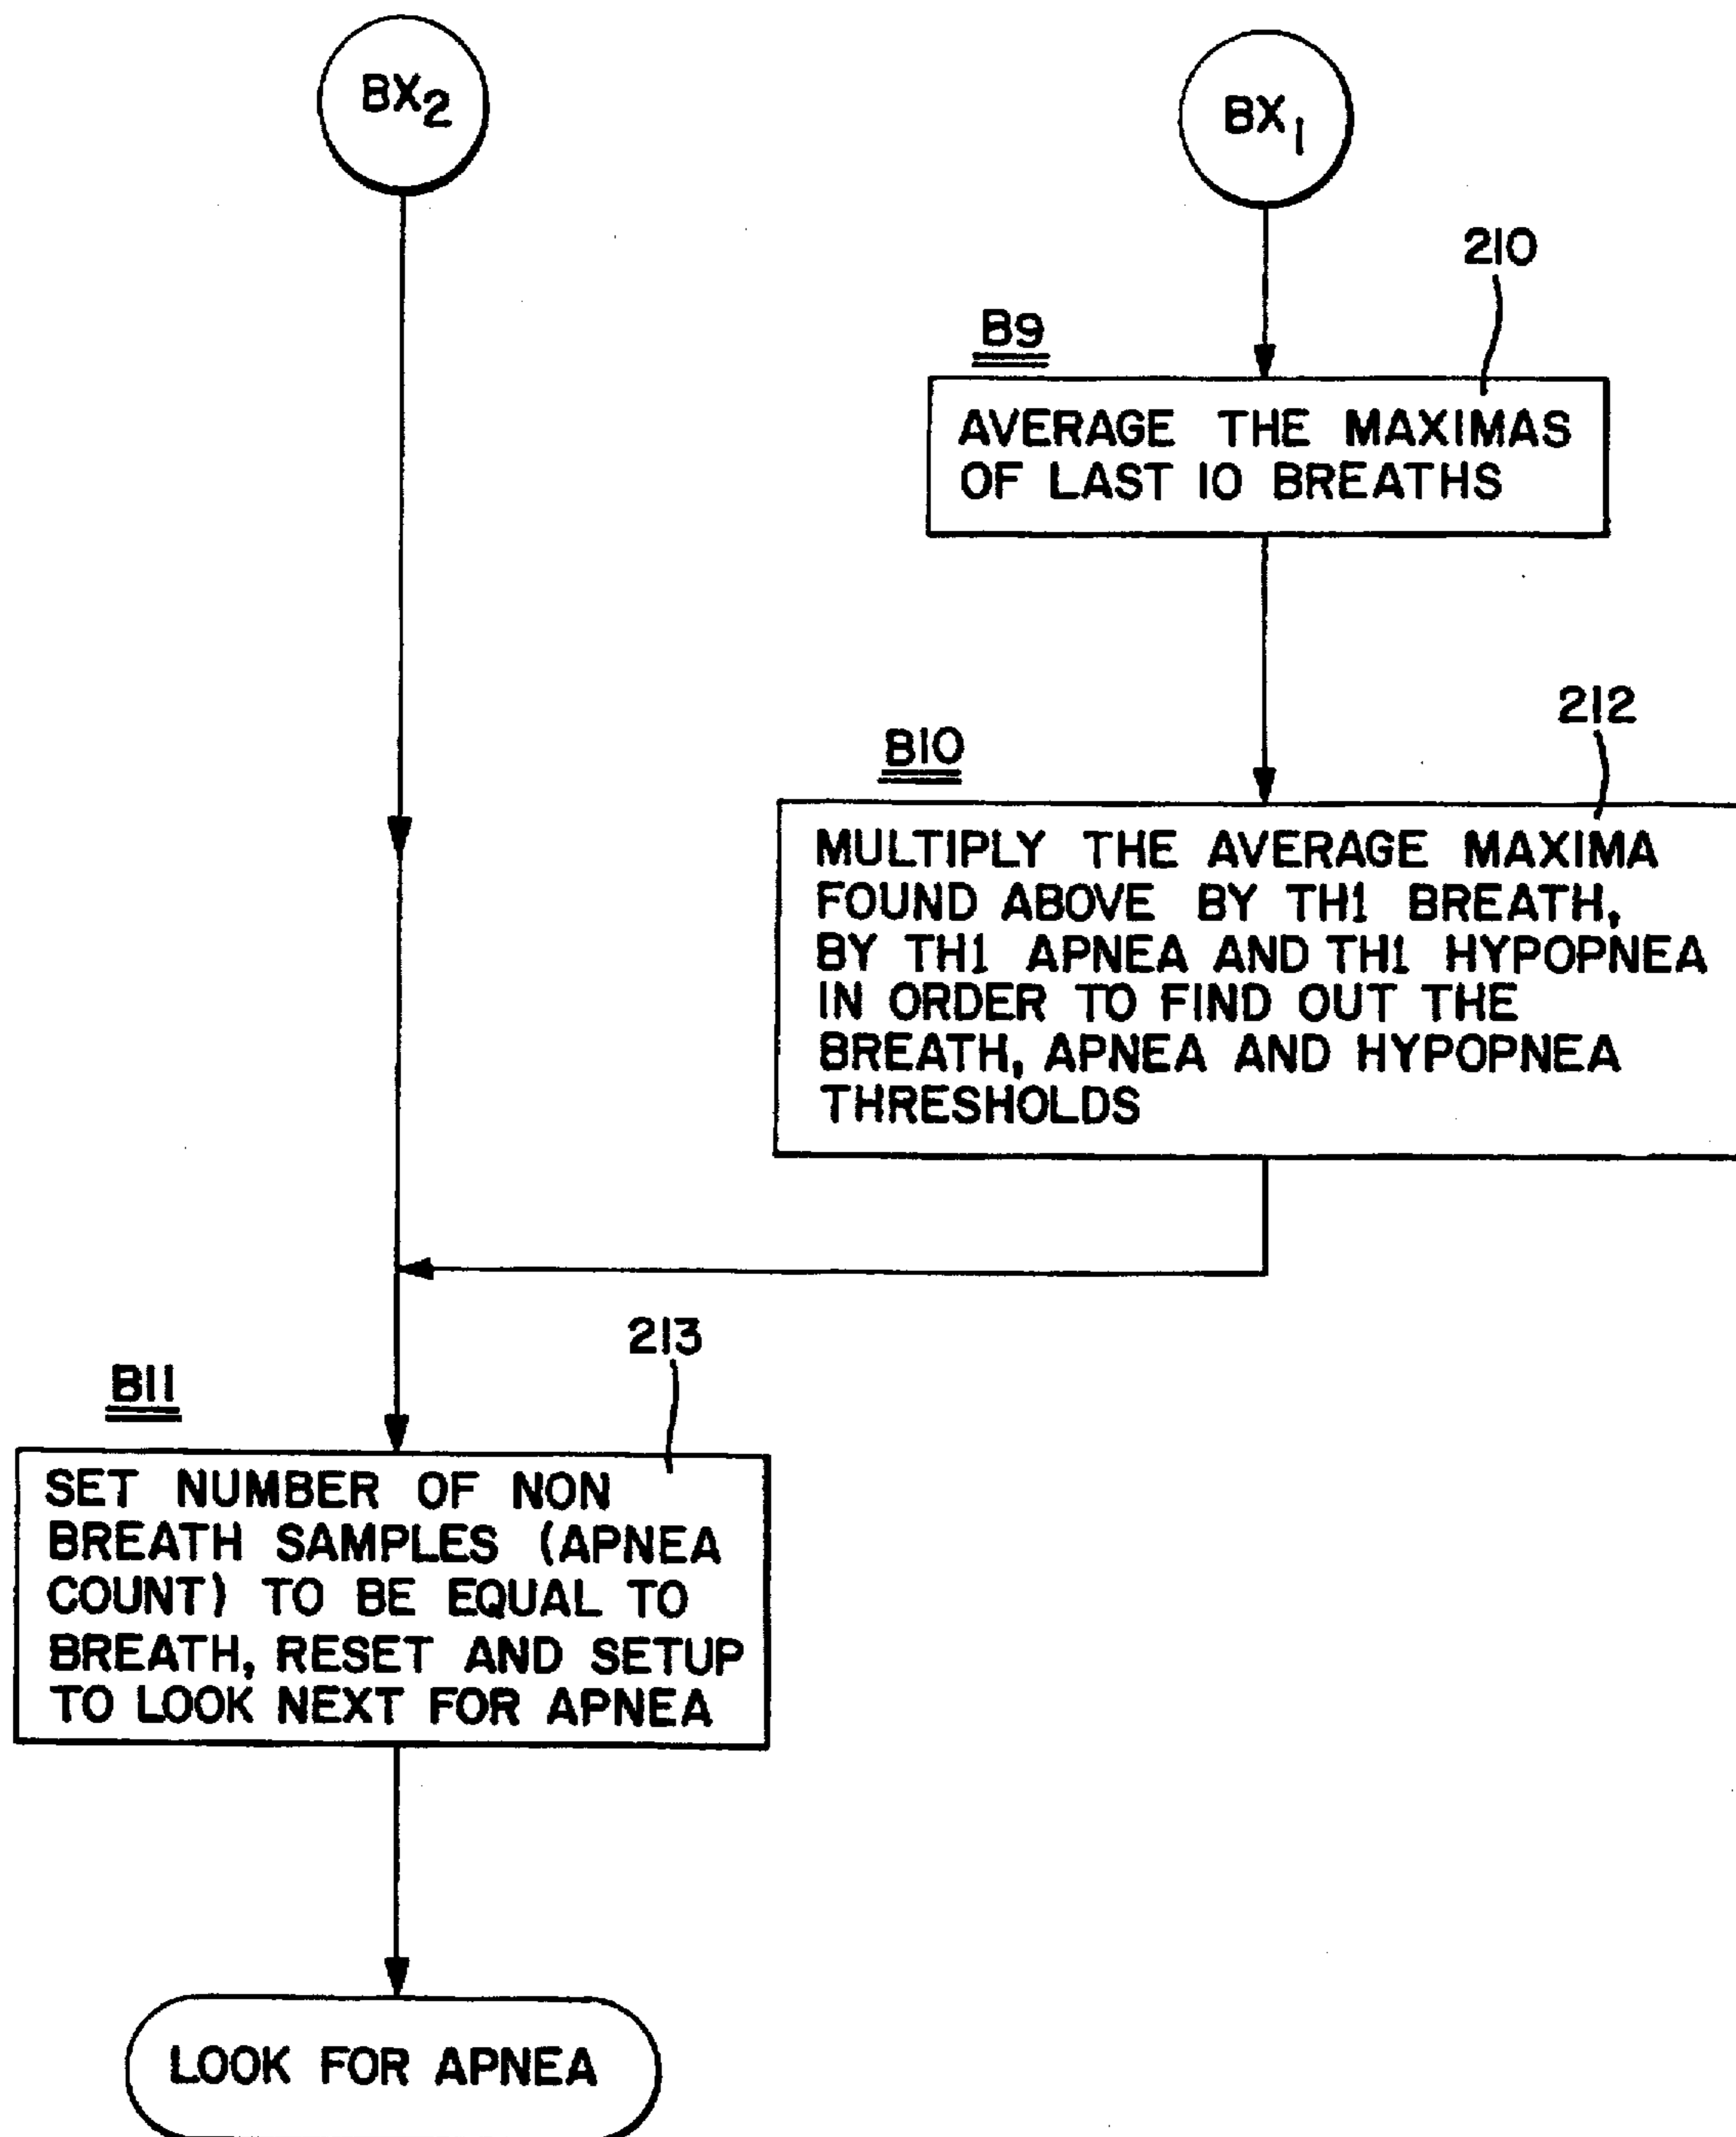 BX2
BX1
210
B9
AVERAGE THE MAXIMAS
OF LAST 10 BREATHS
212
B10
MULTIPLY THE AVERAGE MAXIMA
FOUND ABOVE BY TH1 BREATH,
BY TH1 APNEA AND TH1 HYPOPNEA
IN ORDER TO FIND OUT THE
BREATH, APNEA AND HYPOPNEA
THRESHOLDS
213
B11
SET NUMBER OF NON
BREATH SAMPLES (APNEA
COUNT) TO BE EQUAL TO
BREATH, RESET AND SETUP
TO LOOK NEXT FOR APNEA
LOOK FOR APNEA